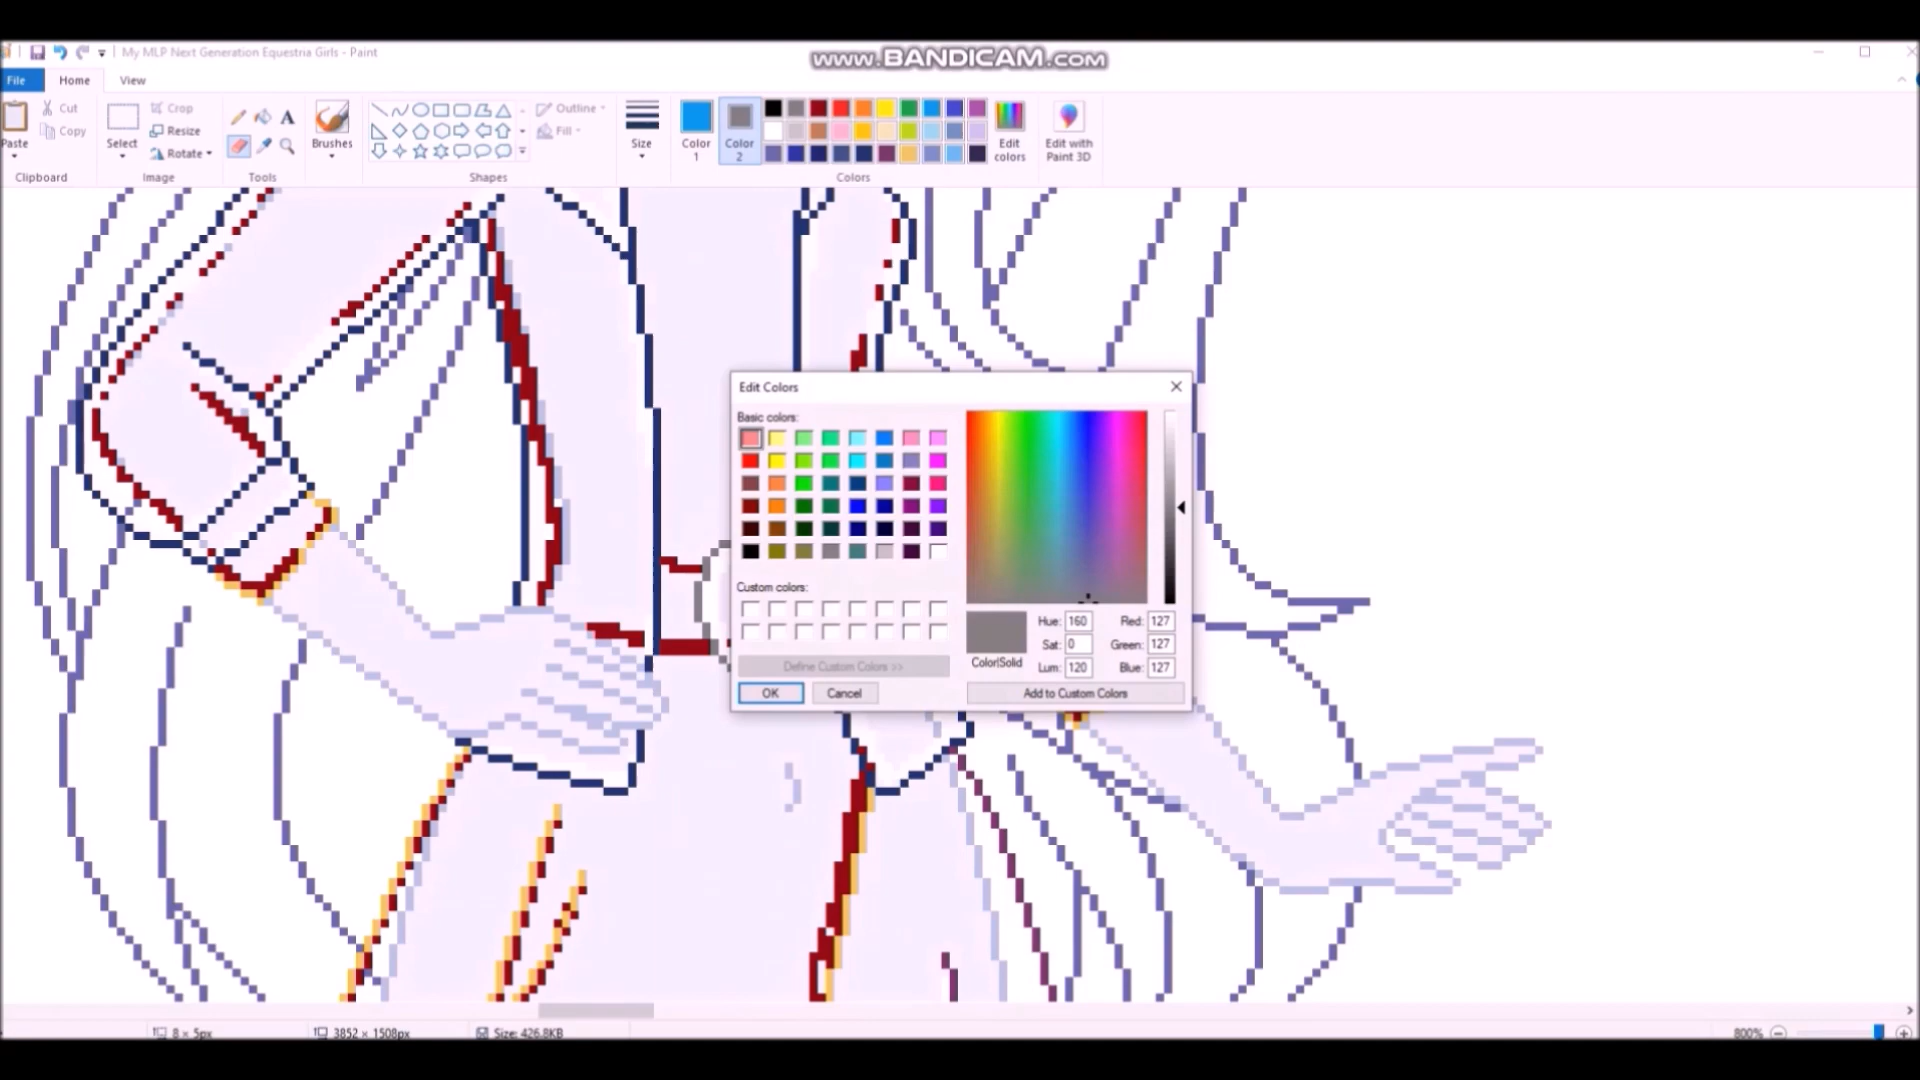 My MLP Next Generation Equestria Girls - Paint
www.BANDICAM.com
File Home View
Paste
Cut
Copy
Clipboard
Select
Crop
Resize
Rotate
Image
Tools
Brushes
Outline
Fill
Shapes
Size
Color 1
Color 2
Edit colors
Edit with Paint 3D
Colors
Edit Colors
Basic colors:
Custom colors:
Define Custom Colors >>
OK Cancel
Color|Solid
Hue: 160 Red: 127
Sat: 0 Green: 127
Lum: 120 Blue: 127
Add to Custom Colors
8 × 5px 3852 × 1508px Size: 426.8KB 800%